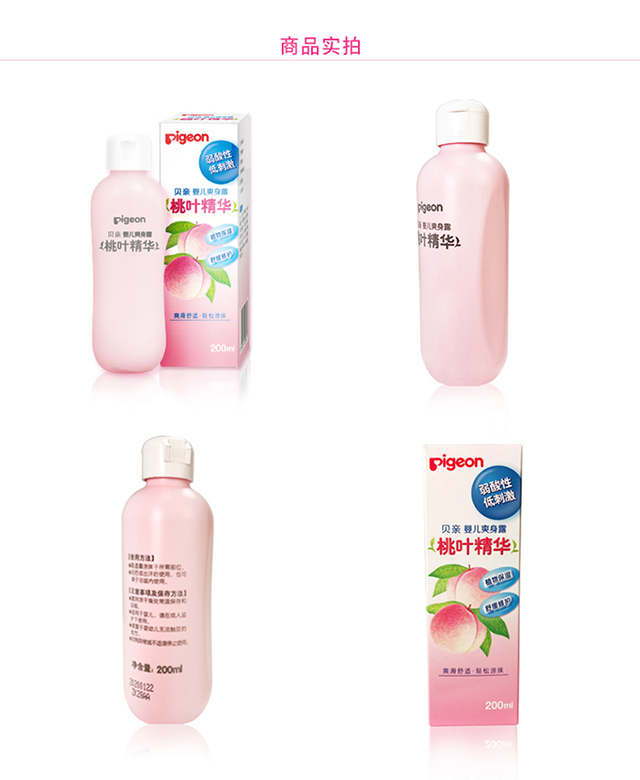 商品实拍
Pigeon
贝亲 婴儿爽身露
桃叶精华
Pigeon
弱酸性
低刺激
贝亲 婴儿爽身露
桃叶精华
植物保湿
舒缓修护
爽滑舒适·轻松涂抹
200ml
Pigeon
婴儿爽身露
叶精华
【使用方法】
【注意事项及保存方法】
净含量：200ml
Pigeon
弱酸性
低刺激
贝亲 婴儿爽身露
桃叶精华
植物保湿
舒缓修护
爽滑舒适·轻松涂抹
200ml